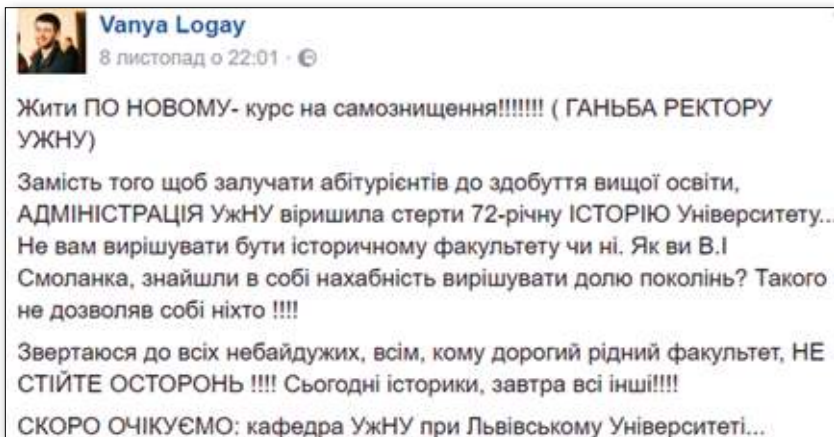 Vanya Logay
8 листопад о 22:01 ·
Жити ПО НОВОМУ- курс на самознищення!!!!!!! ( ГАНЬБА РЕКТОРУ
УЖНУ)
Замість того щоб залучати абітурієнтів до здобуття вищої освіти,
АДМІНІСТРАЦІЯ УжНУ віришила стерти 72-річну ІСТОРІЮ Університету...
Не вам вирішувати бути історичному факультету чи ні. Як ви В.І
Смоланка, знайшли в собі нахабність вирішувати долю поколінь? Такого
не дозволяв собі ніхто !!!!
Звертаюся до всіх небайдужих, всім, кому дорогий рідний факультет, НЕ
СТІЙТЕ ОСТОРОНЬ !!!! Сьогодні історики, завтра всі інші!!!!
СКОРО ОЧІКУЄМО: кафедра УжНУ при Львівському Університеті...